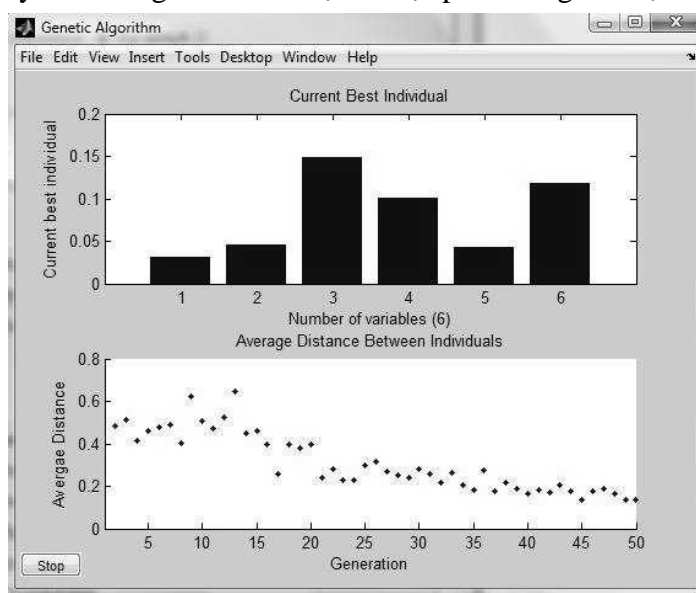 Genetic Algorithm
File Edit View Insert Tools Desktop Window Help
Current Best Individual
Current best individual
0.2
0.15
0.1
0.05
0
1 2 3 4 5 6
Number of variables (6)
Average Distance Between Individuals
Avergae Distance
0.8
0.6
0.4
0.2
0
5 10 15 20 25 30 35 40 45 50
Generation
Stop